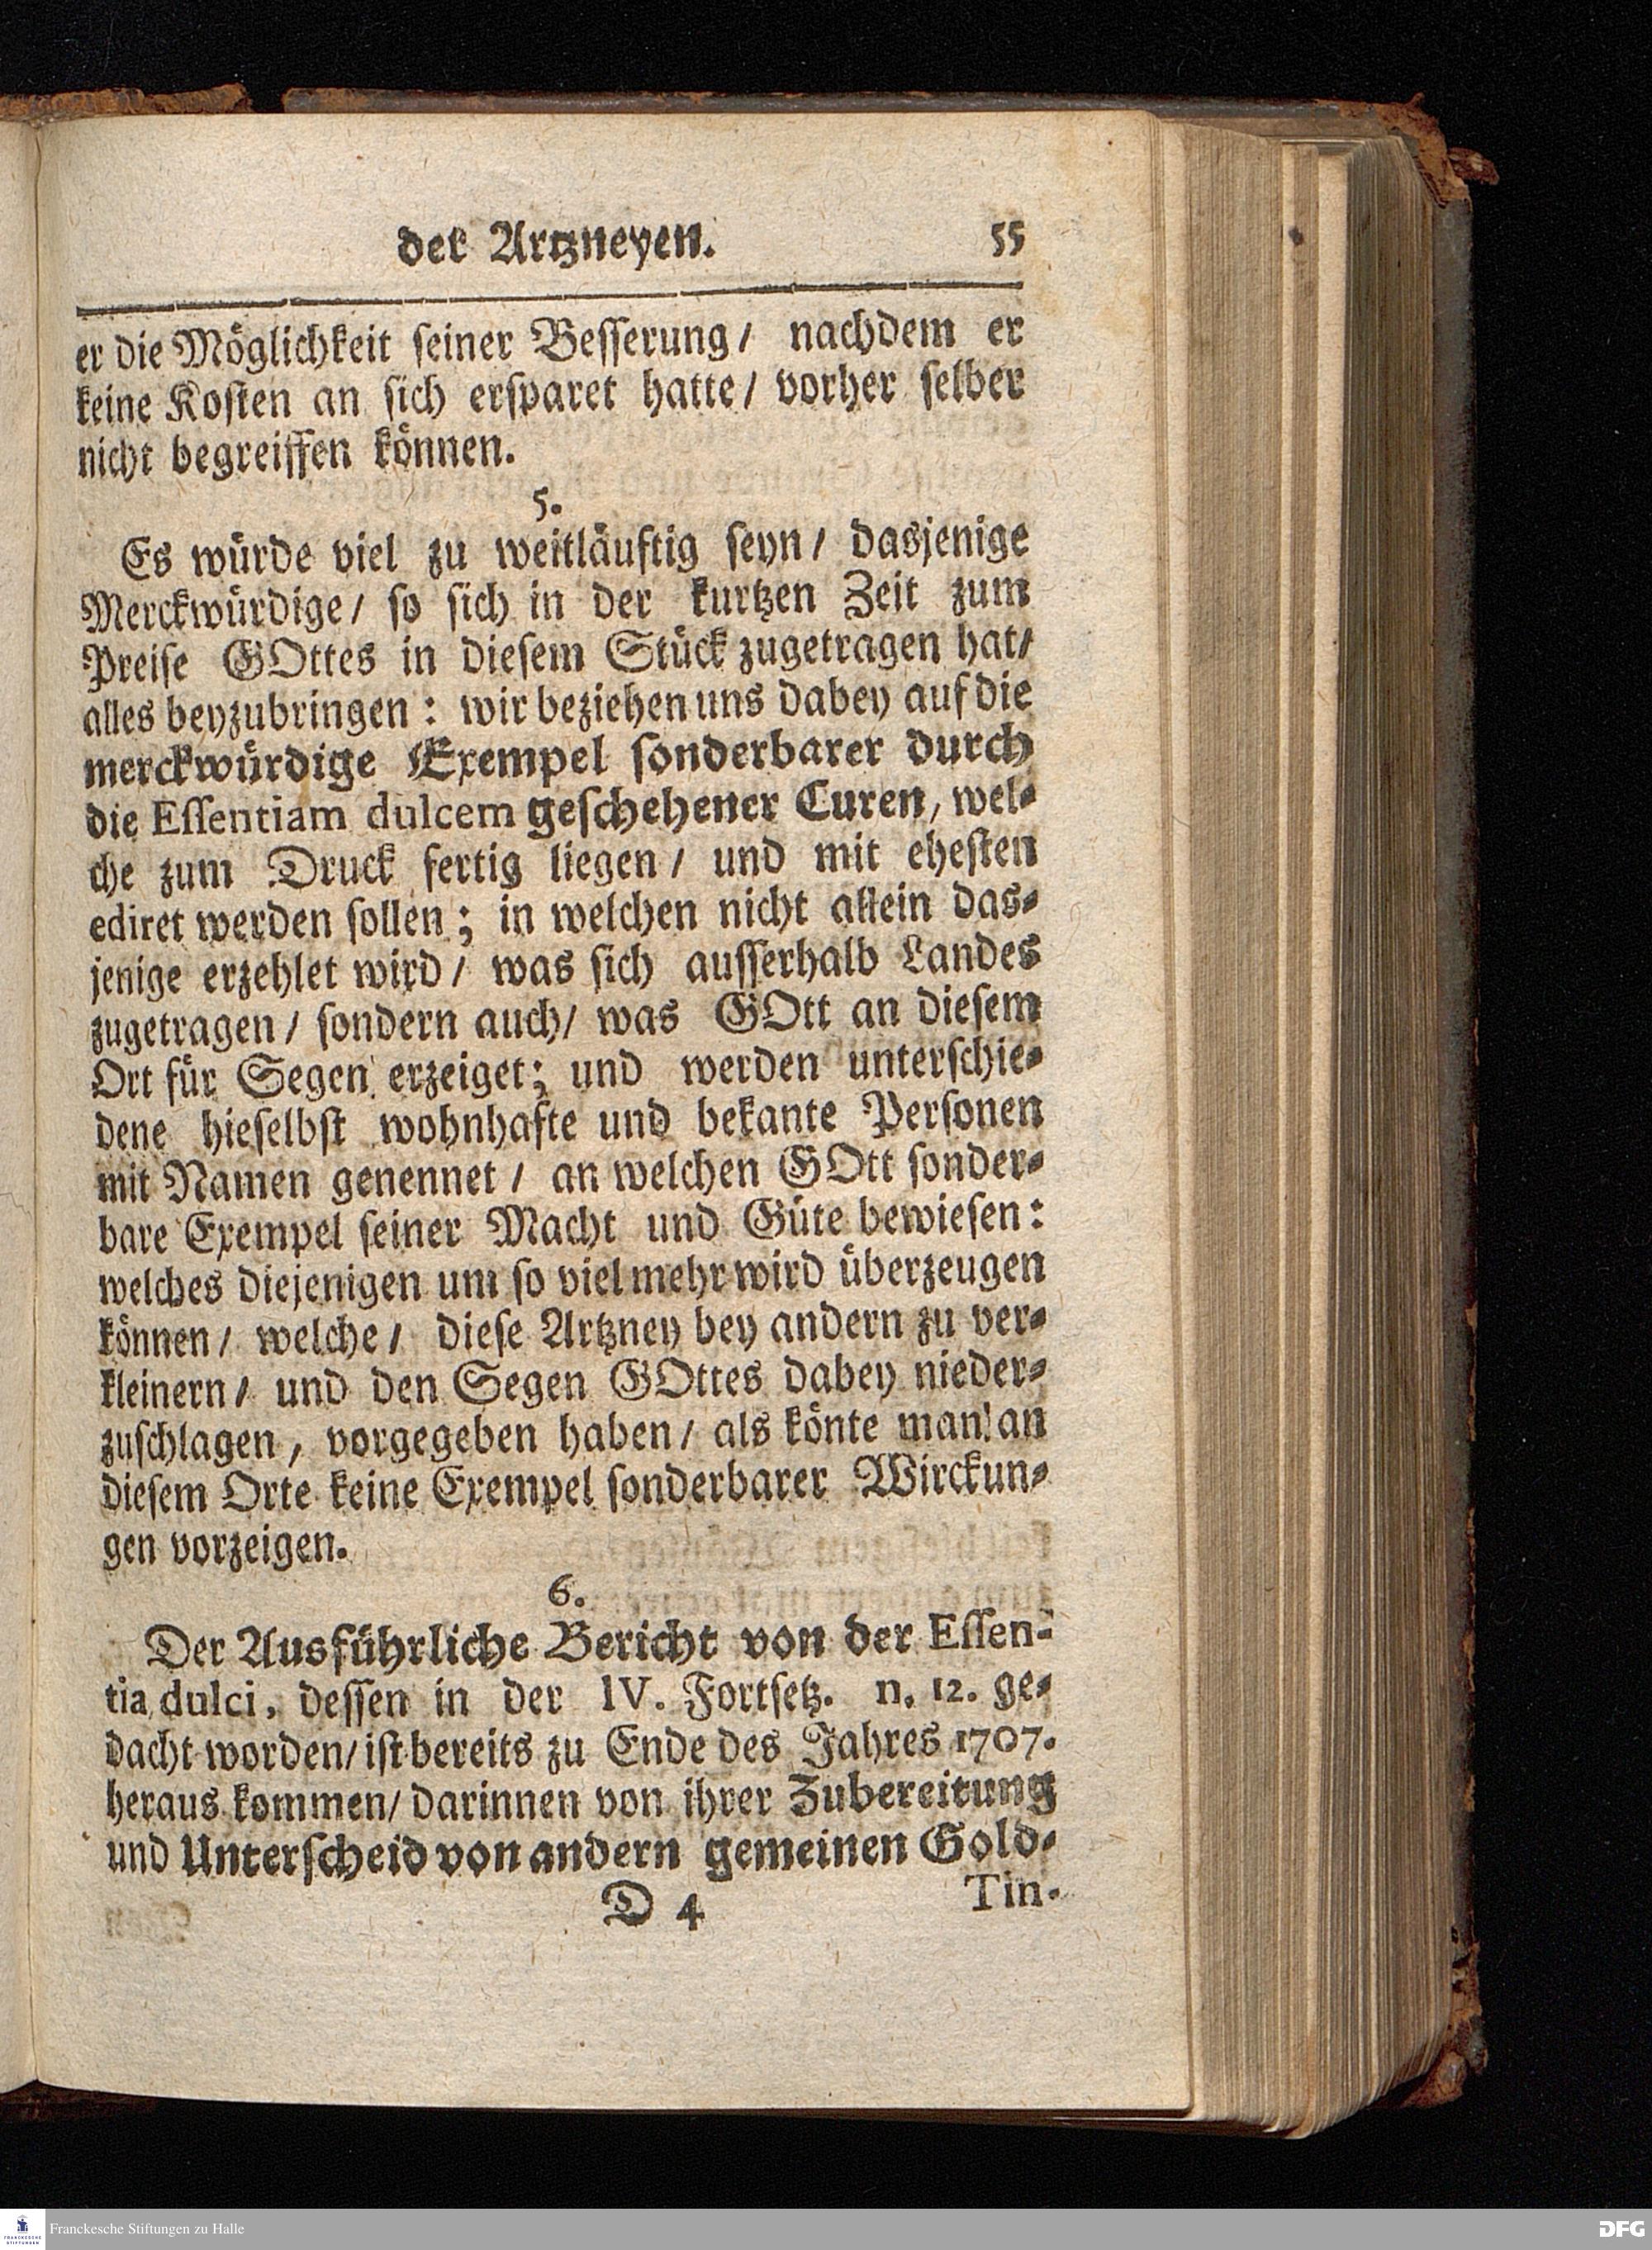 der Artzneyen. 55
er die Möglichkeit seiner Besserung/ nachdem er
keine Kosten an sich ersparet hatte/ vorher selber
nicht begreiffen können.
5.
Es würde viel zu weitläuftig seyn/ dasjenige
Merckwürdige/ so sich in der kurtzen Zeit zum
Preise GOttes in diesem Stück zugetragen hat/
alles beyzubringen: wir beziehen uns dabey auf die
merckwürdige Exempel sonderbarer durch
die Essentiam dulcem geschehener Curen, wel-
che zum Druck fertig liegen/ und mit ehesten
ediret werden sollen; in welchen nicht allein das-
jenige erzehlet wird/ was sich ausserhalb Landes
zugetragen/ sondern auch/ was GOtt an diesem
Ort für Segen erzeiget; und werden unterschie-
dene hieselbst wohnhafte und bekante Personen
mit Namen genennet/ an welchen GOtt sonder-
bare Exempel seiner Macht und Güte bewiesen:
welches diejenigen um so viel mehr wird überzeugen
können/ welche/ diese Artzney bey andern zu ver-
kleinern/ und den Segen GOttes dabey nieder-
zuschlagen, vorgegeben haben/ als könte man an
diesem Orte keine Exempel sonderbarer Wirckun-
gen vorzeigen.
6.
Der Ausführliche Bericht von der Essen-
tia dulci, dessen in der IV. Fortsetz. n. 12. ge-
dacht worden/ ist bereits zu Ende des Jahres 1707.
heraus kommen/ darinnen von ihrer Zubereitung
und Unterscheid von andern gemeinen Gold-
D 4 Tin-
Franckesche Stiftungen zu Halle
DFG